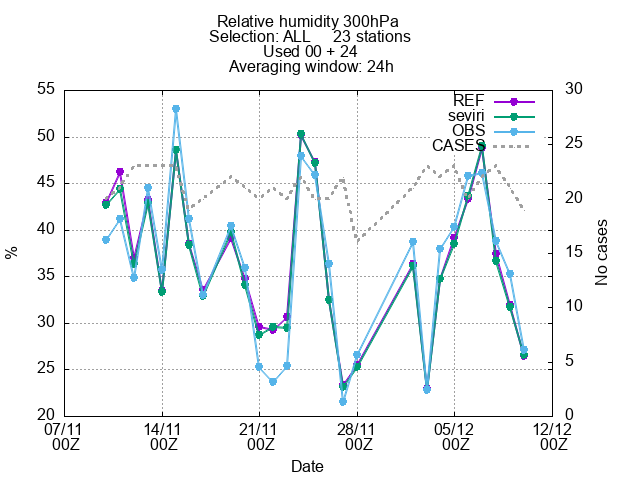 Relative humidity 300hPa
Selection: ALL 23 stations
Used 00 + 24
Averaging window: 24h
55
50
45
40
35
30
25
20
%
30
25
20
15
10
5
0
No cases
REF
seviri
OBS
CASES
07/11 14/11 21/11 28/11 05/12 12/12
00Z 00Z 00Z 00Z 00Z 00Z
Date